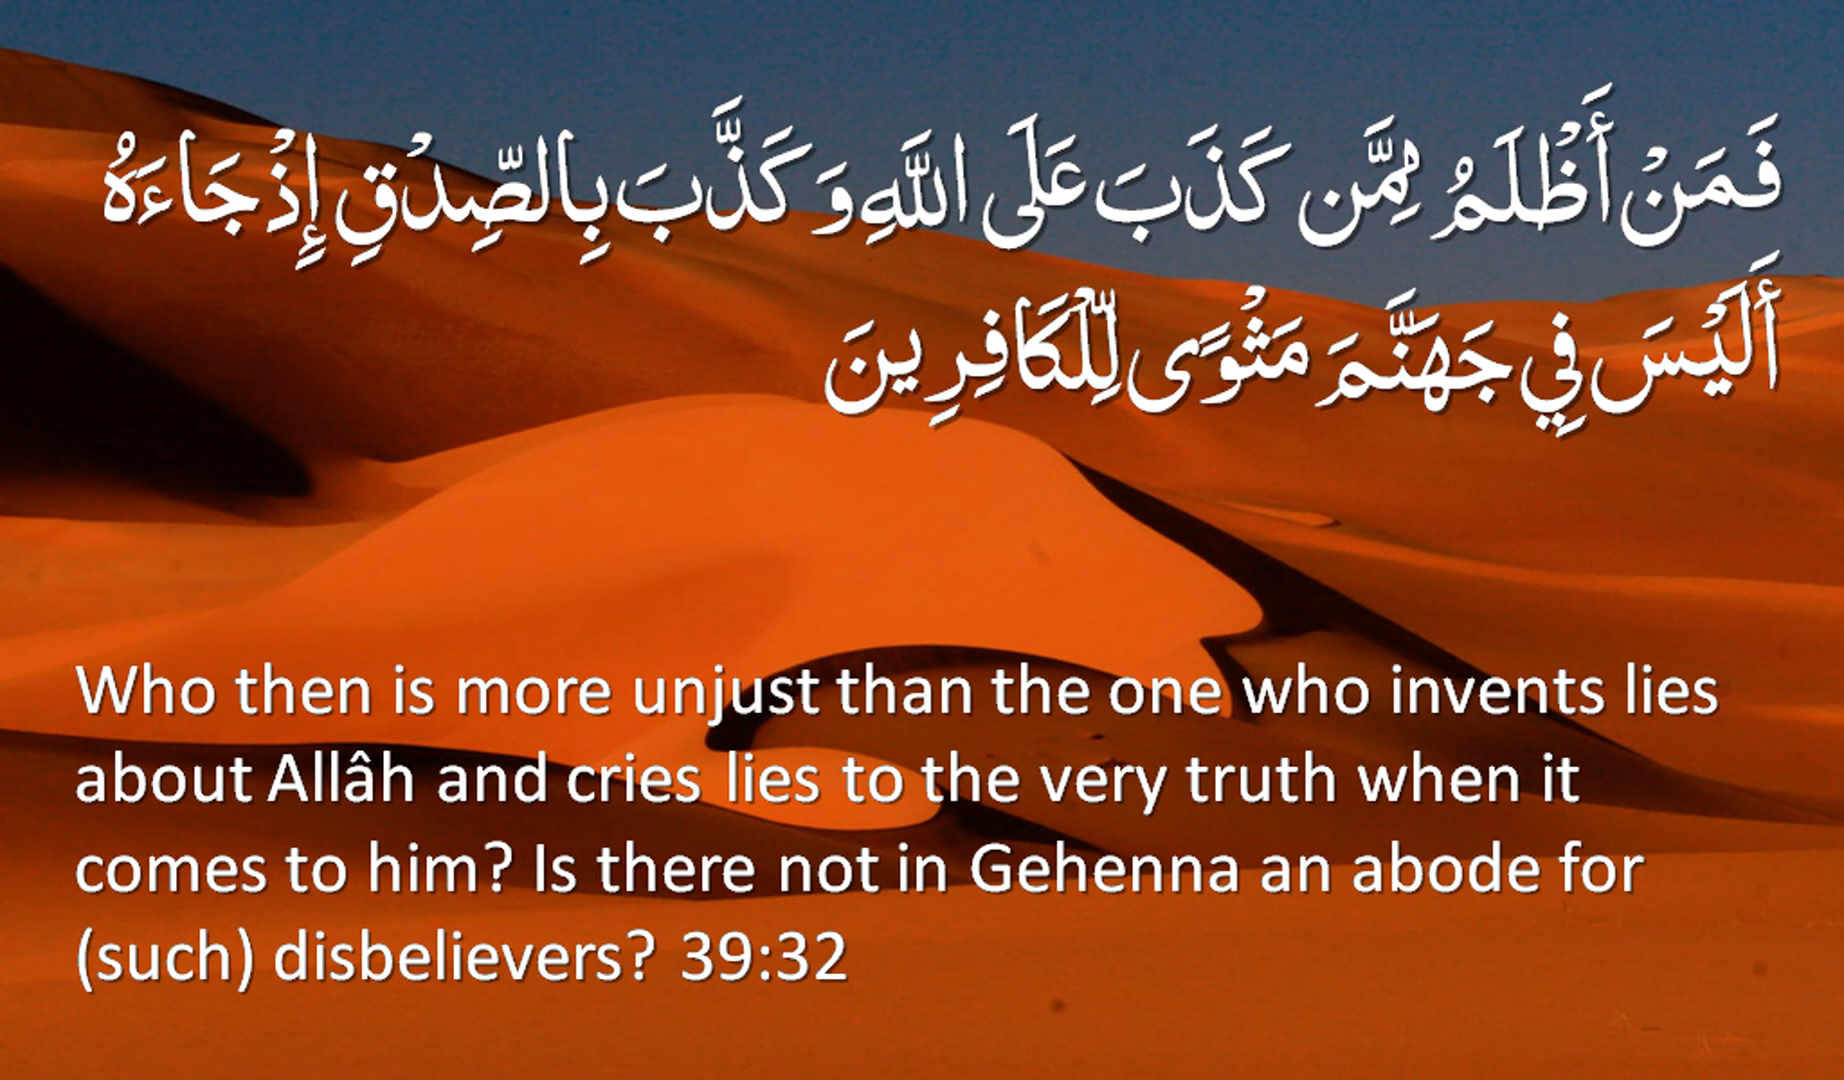 فَمَنْ أَظْلَمُ مِمَّن كَذَبَ عَلَى اللَّهِ وَكَذَّبَ بِالصِّدْقِ إِذْ جَاءَهُ
أَلَيْسَ فِي جَهَنَّمَ مَثْوًى لِّلْكَافِرِينَ
Who then is more unjust than the one who invents lies
about Allâh and cries lies to the very truth when it
comes to him? Is there not in Gehenna an abode for
(such) disbelievers? 39:32